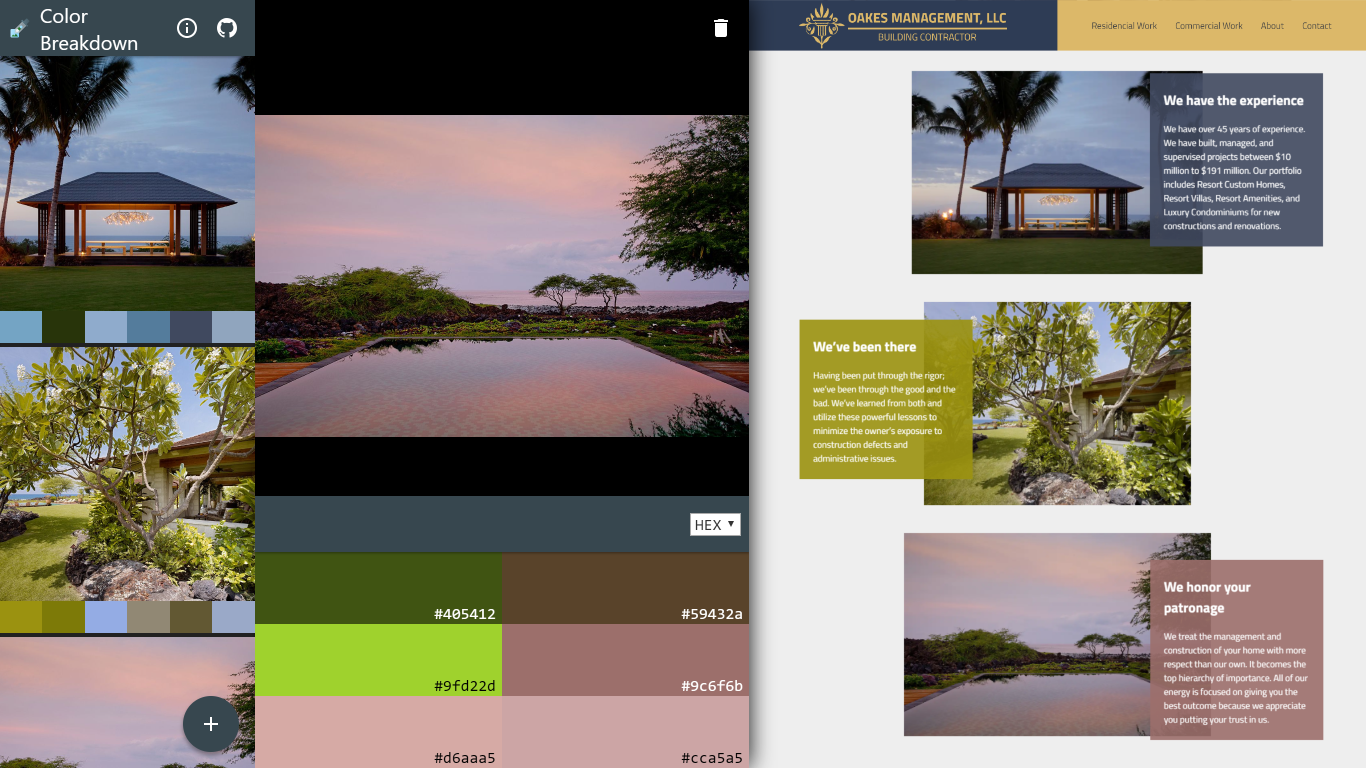 Color
Breakdown
HEX
#405412
#59432a
#9fd22d
#9c6f6b
#d6aaa5
#cca5a5
OAKES MANAGEMENT, LLC
BUILDING CONTRACTOR
Residencial Work
Commercial Work
About
Contact
We have the experience
We have over 45 years of experience.
We have built, managed, and
supervised projects between $10
million to $191 million. Our portfolio
includes Resort Custom Homes,
Resort Villas, Resort Amenities, and
Luxury Condominiums for new
constructions and renovations.
We've been there
Having been put through the rigor;
we've been through the good and the
bad. We've learned from both and
utilize these powerful lessons to
minimize the owner's exposure to
construction defects and
administrative issues.
We honor your
patronage
We treat the management and
construction of your home with more
respect than our own. It becomes the
top hierarchy of importance. All of our
energy is focused on giving you the
best outcome because we appreciate
you putting your trust in us.